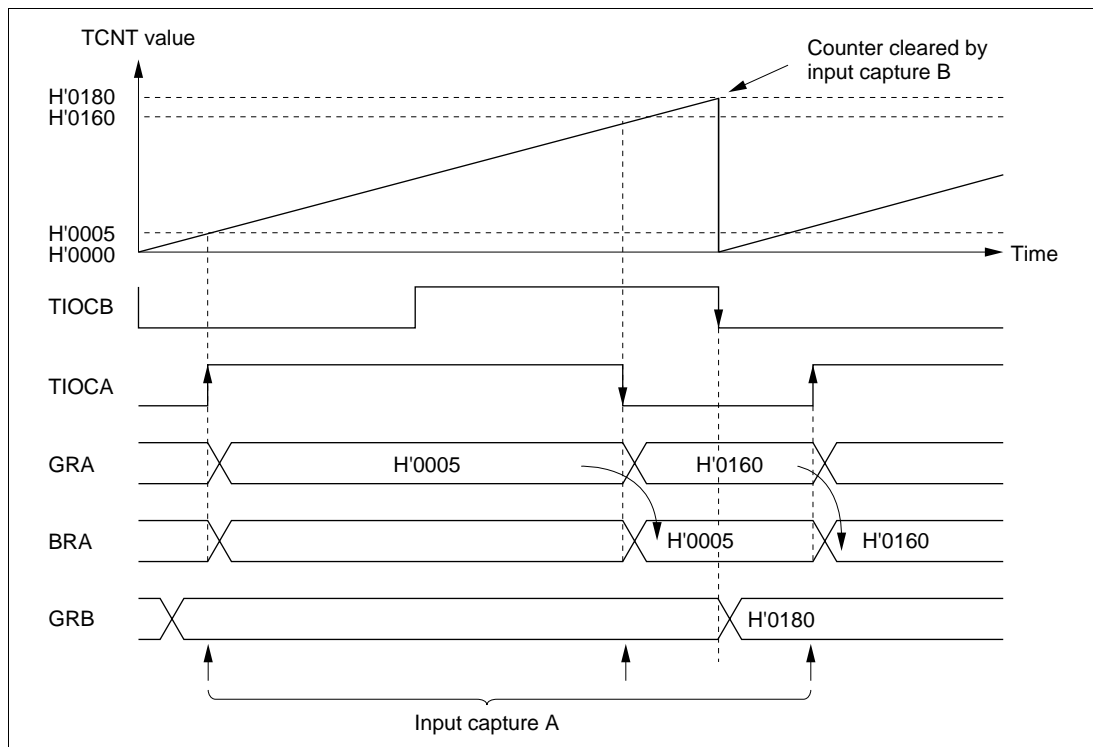 TCNT value
Counter cleared by
input capture B
H'0180
H'0160
H'0005
H'0000
Time
TIOCB
TIOCA
GRA
H'0005
H'0160
BRA
H'0005
H'0160
GRB
H'0180
Input capture A